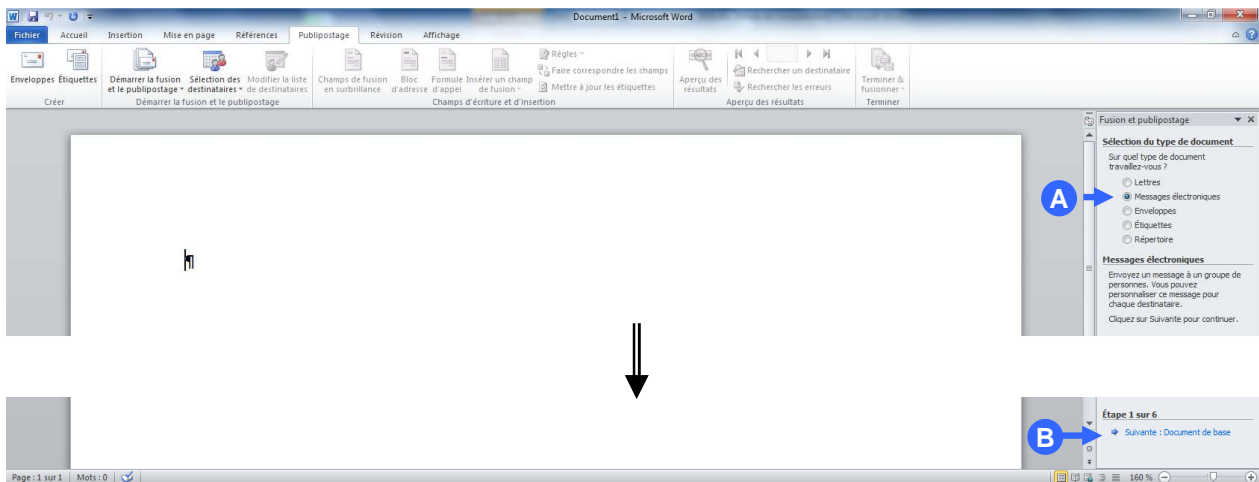 Document1 - Microsoft Word
Fichier Accueil Insertion Mise en page Références Publipostage Révision Affichage
Enveloppes Étiquettes
Créer
Démarrer la fusion et le publipostage
Sélection des destinataires
Modifier la liste de destinataires
Démarrer la fusion et le publipostage
Champs de fusion en surbrillance
Bloc d'adresse
Formule d'appel
Insérer un champ de fusion
Règles
Faire correspondre les champs
Mettre à jour les étiquettes
Champs d'écriture et d'insertion
Aperçu des résultats
Rechercher un destinataire
Rechercher les erreurs
Aperçu des résultats
Terminer & fusionner
Terminer
Fusion et publipostage
Sélection du type de document
Sur quel type de document
travaillez-vous ?
Lettres
A
Messages électroniques
Enveloppes
Étiquettes
Répertoire
¶
Messages électroniques
Envoyez un message à un groupe de
personnes. Vous pouvez
personnaliser ce message pour
chaque destinataire.
Cliquez sur Suivante pour continuer.
Étape 1 sur 6
B
Suivante : Document de base
Page : 1 sur 1 Mots : 0 160 %